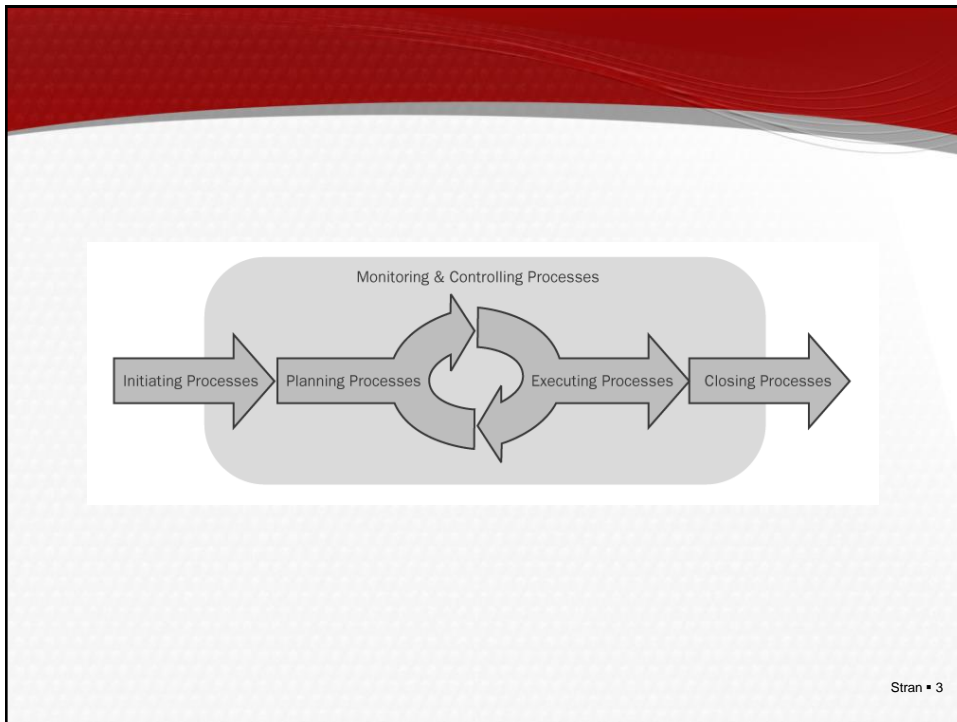 Monitoring & Controlling Processes
Initiating Processes
Planning Processes
Executing Processes
Closing Processes
Stran ▪ 3